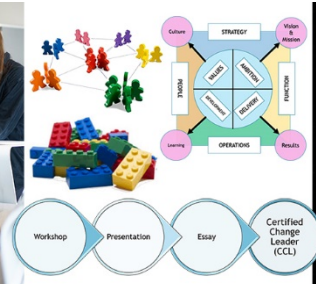 Culture
STRATEGY
Vision
&
Mission
VALUES
AMBITION
PEOPLE
FUNCTION
DEVELOPMENT
DELIVERY
Learning
OPERATIONS
Results
Workshop
Presentation
Essay
Certified
Change
Leader
(CCL)